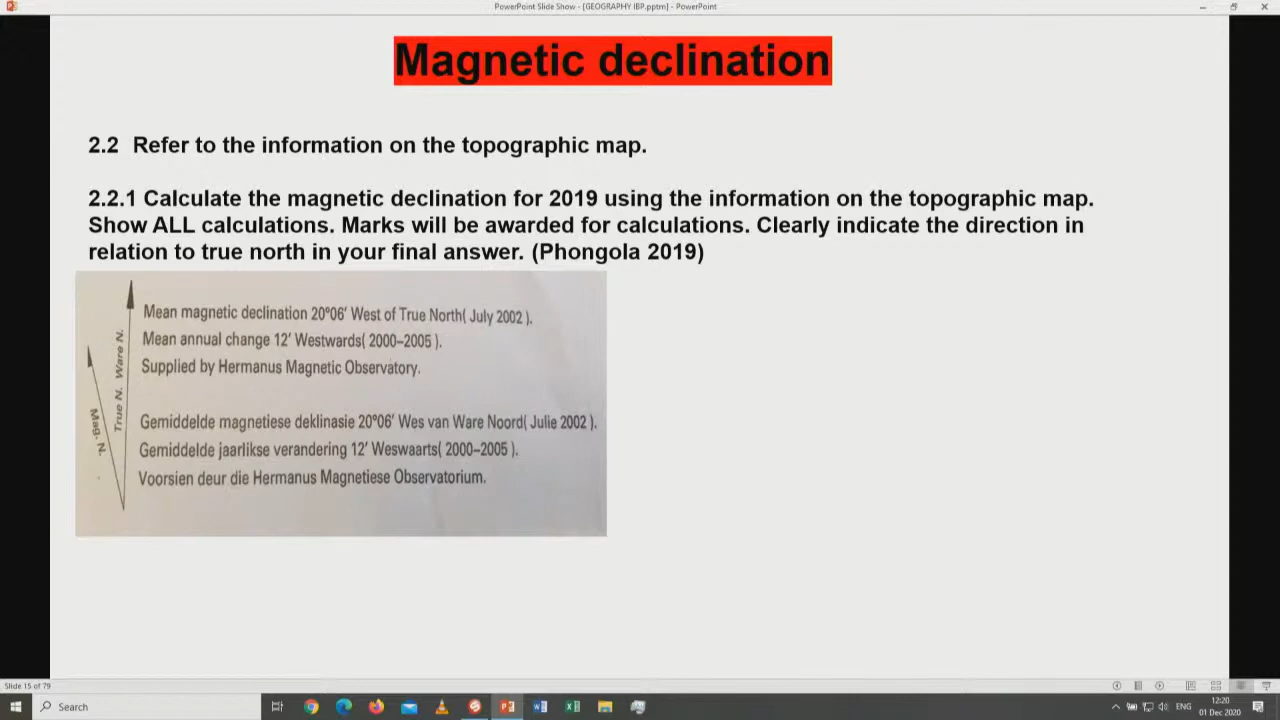 PowerPoint Slide Show - [GEOGRAPHY IBP.pptm] - PowerPoint
Magnetic declination
2.2 Refer to the information on the topographic map.
2.2.1 Calculate the magnetic declination for 2019 using the information on the topographic map.
Show ALL calculations. Marks will be awarded for calculations. Clearly indicate the direction in
relation to true north in your final answer. (Phongola 2019)
Mag. N.
True N. Ware N.
Mean magnetic declination 20°06' West of True North( July 2002 ).
Mean annual change 12' Westwards( 2000–2005 ).
Supplied by Hermanus Magnetic Observatory.
Gemiddelde magnetiese deklinasie 20°06' Wes van Ware Noord( Julie 2002 ).
Gemiddelde jaarlikse verandering 12' Weswaarts( 2000–2005 ).
Voorsien deur die Hermanus Magnetiese Observatorium.
Slide 15 of 79
Search
ENG
12:20
01 Dec 2020